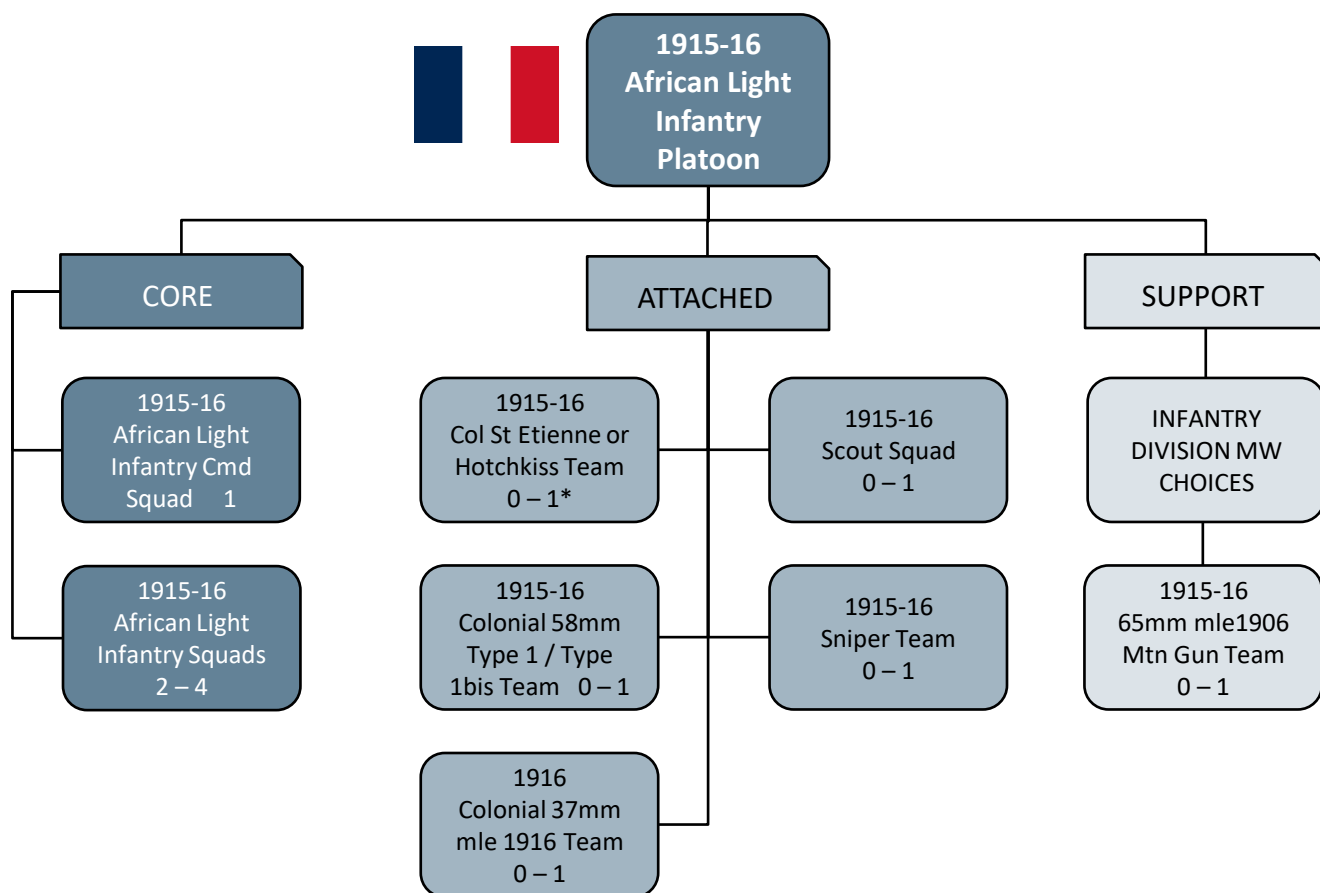 1915-16
African Light
Infantry
Platoon
CORE
ATTACHED
SUPPORT
1915-16
African Light
Infantry Cmd
Squad 1
1915-16
African Light
Infantry Squads
2 – 4
1915-16
Col St Etienne or
Hotchkiss Team
0 – 1*
1915-16
Scout Squad
0 – 1
1915-16
Colonial 58mm
Type 1 / Type
1bis Team 0 – 1
1915-16
Sniper Team
0 – 1
1916
Colonial 37mm
mle 1916 Team
0 – 1
INFANTRY
DIVISION MW
CHOICES
1915-16
65mm mle1906
Mtn Gun Team
0 – 1